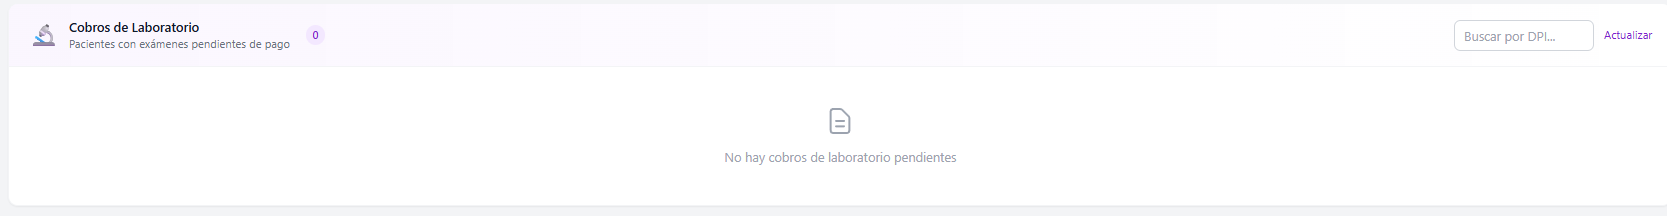 Cobros de Laboratorio
Pacientes con exámenes pendientes de pago
0
Buscar por DPI...
Actualizar
No hay cobros de laboratorio pendientes